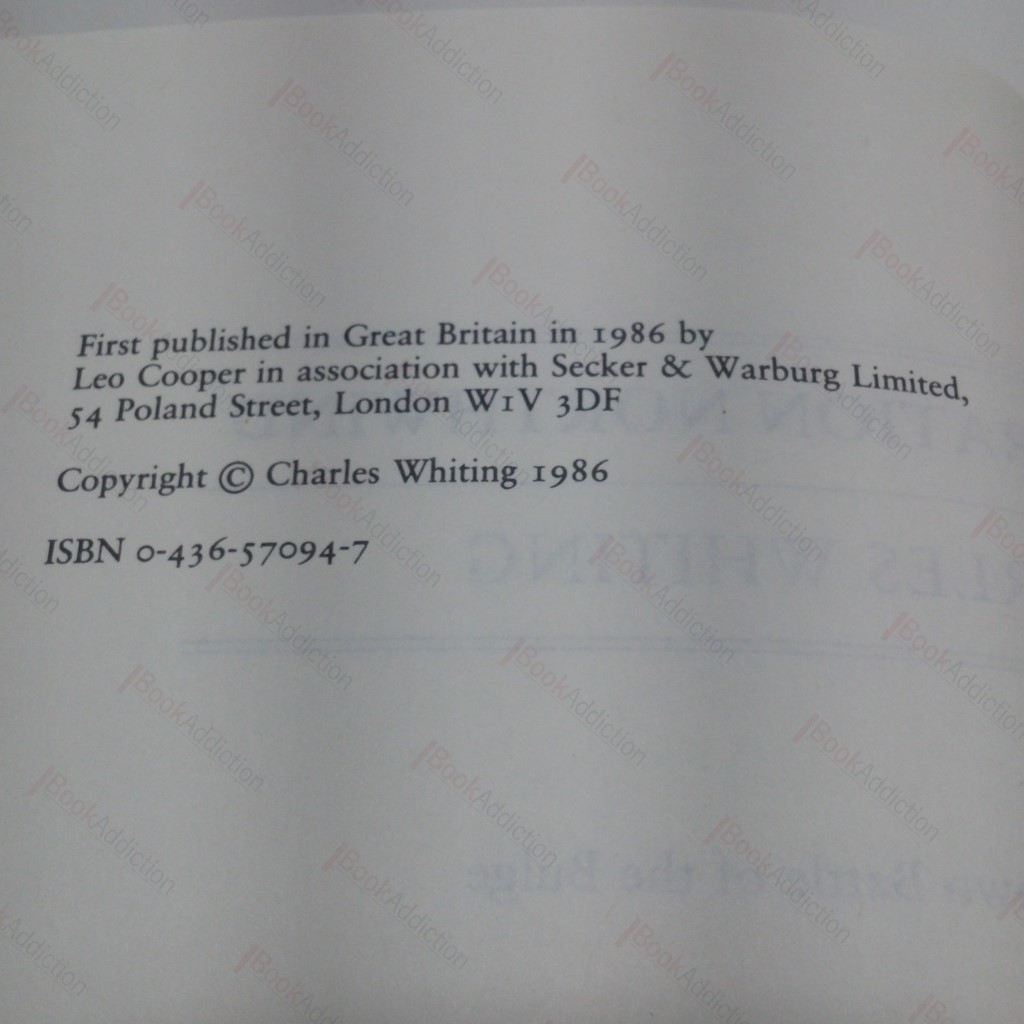 First published in Great Britain in 1986 by
Leo Cooper in association with Secker & Warburg Limited,
54 Poland Street, London W1V 3DF
Copyright © Charles Whiting 1986
ISBN 0-436-57094-7
BookAddiction